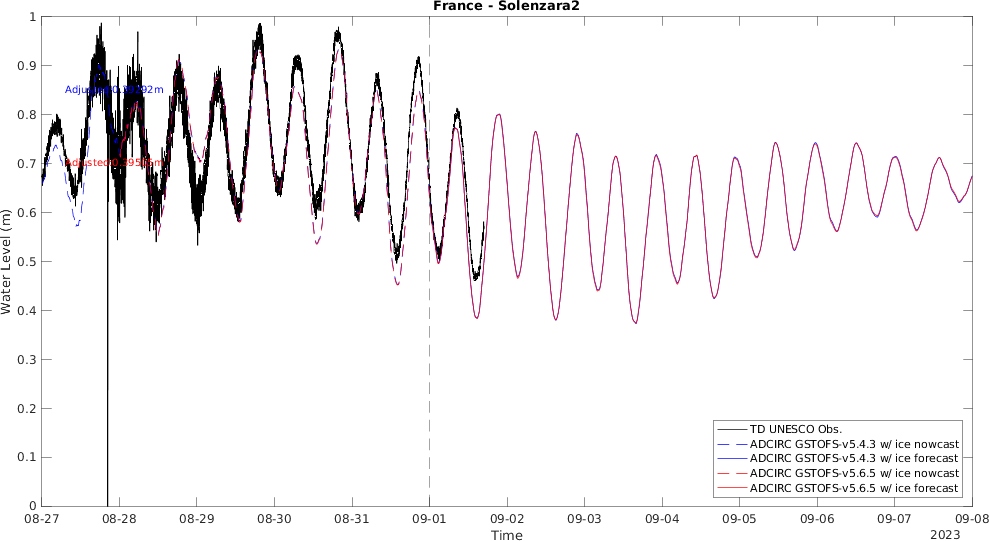 France - Solenzara2
1
0.9
0.8
0.7
0.6
0.5
0.4
0.3
0.2
0.1
0
Water Level (m)
08-27 08-28 08-29 08-30 08-31 09-01 09-02 09-03 09-04 09-05 09-06 09-07 09-08
Time
2023
TD UNESCO Obs.
ADCIRC GSTOFS-v5.4.3 w/ ice nowcast
ADCIRC GSTOFS-v5.4.3 w/ ice forecast
ADCIRC GSTOFS-v5.6.5 w/ ice nowcast
ADCIRC GSTOFS-v5.6.5 w/ ice forecast